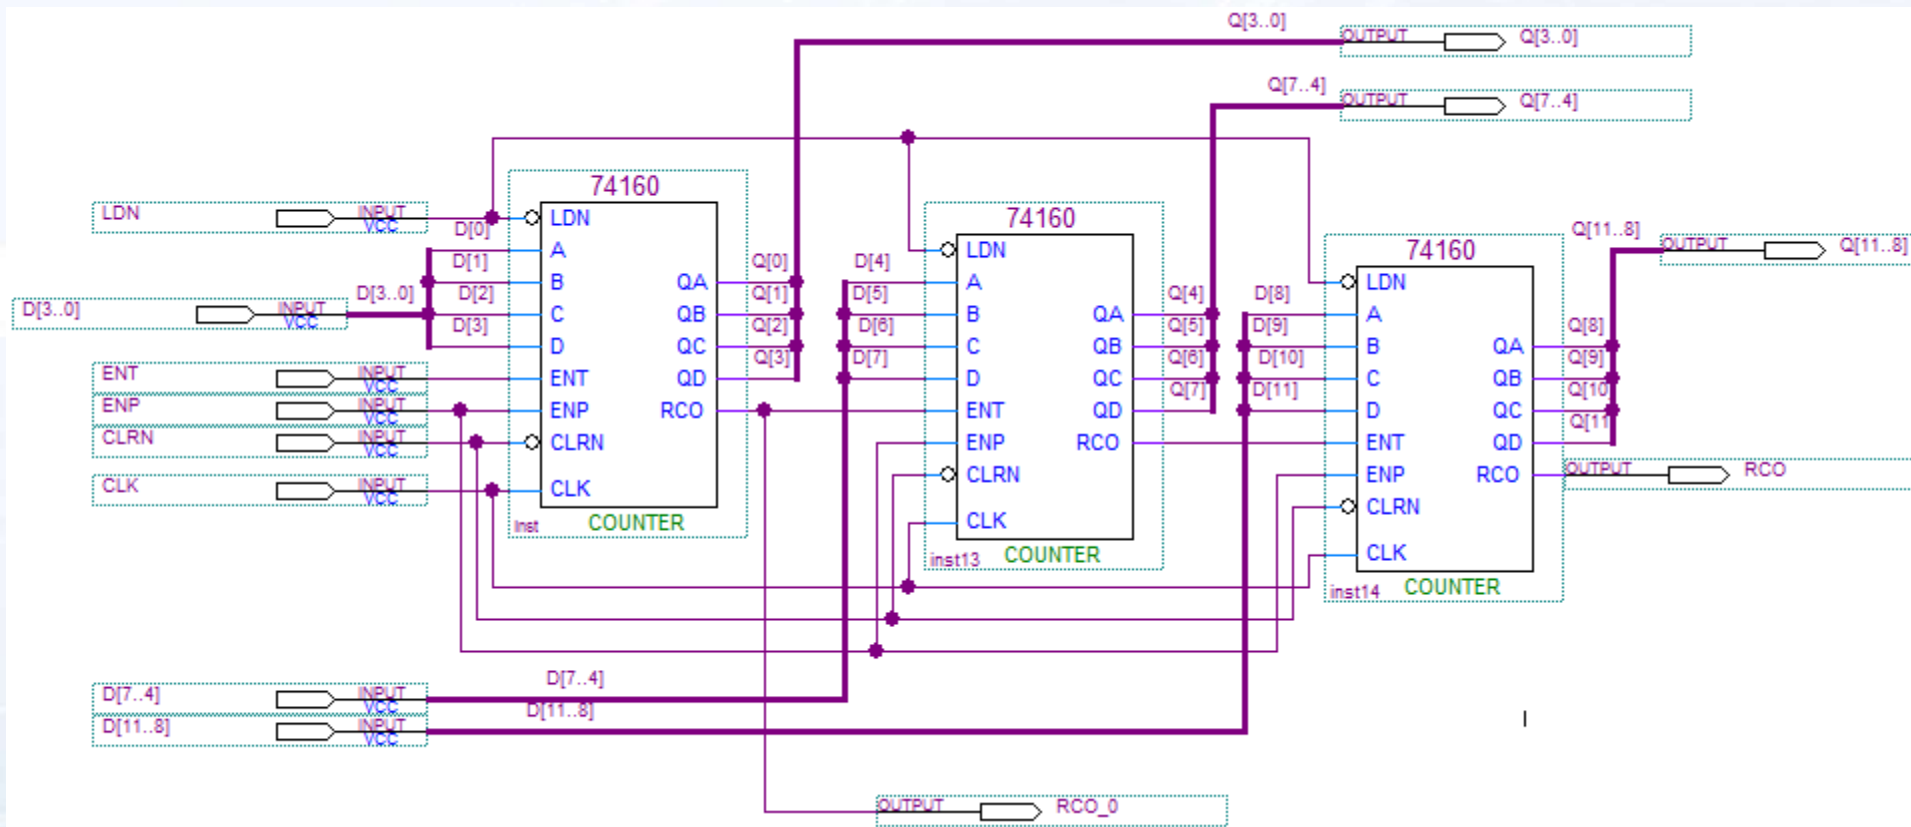 Q[3..0]
OUTPUT Q[3..0]
Q[7..4]
OUTPUT Q[7..4]
LDN INPUT VCC
D[3..0] INPUT VCC
D[3..0]
ENT INPUT VCC
ENP INPUT VCC
CLRN INPUT VCC
CLK INPUT VCC
D[7..4] INPUT VCC
D[7..4]
D[11..8] INPUT VCC
D[11..8]
74160
D[0]
LDN
D[1]
A
D[2]
B QA Q[0]
D[3]
C QB Q[1]
D QC Q[2]
ENT QD Q[3]
ENP RCO
CLRN
CLK
inst COUNTER
74160
LDN
D[4] A
D[5] B QA Q[4]
D[6] C QB Q[5]
D[7] D QC Q[6]
ENT QD Q[7]
ENP RCO
CLRN
CLK
inst13 COUNTER
74160
LDN
D[8] A
D[9] B QA Q[8]
D[10] C QB Q[9]
D[11] D QC Q[10
ENT QD Q[11
ENP RCO
CLRN
CLK
inst14 COUNTER
Q[11..8]
OUTPUT Q[11..8]
OUTPUT RCO
OUTPUT RCO_0